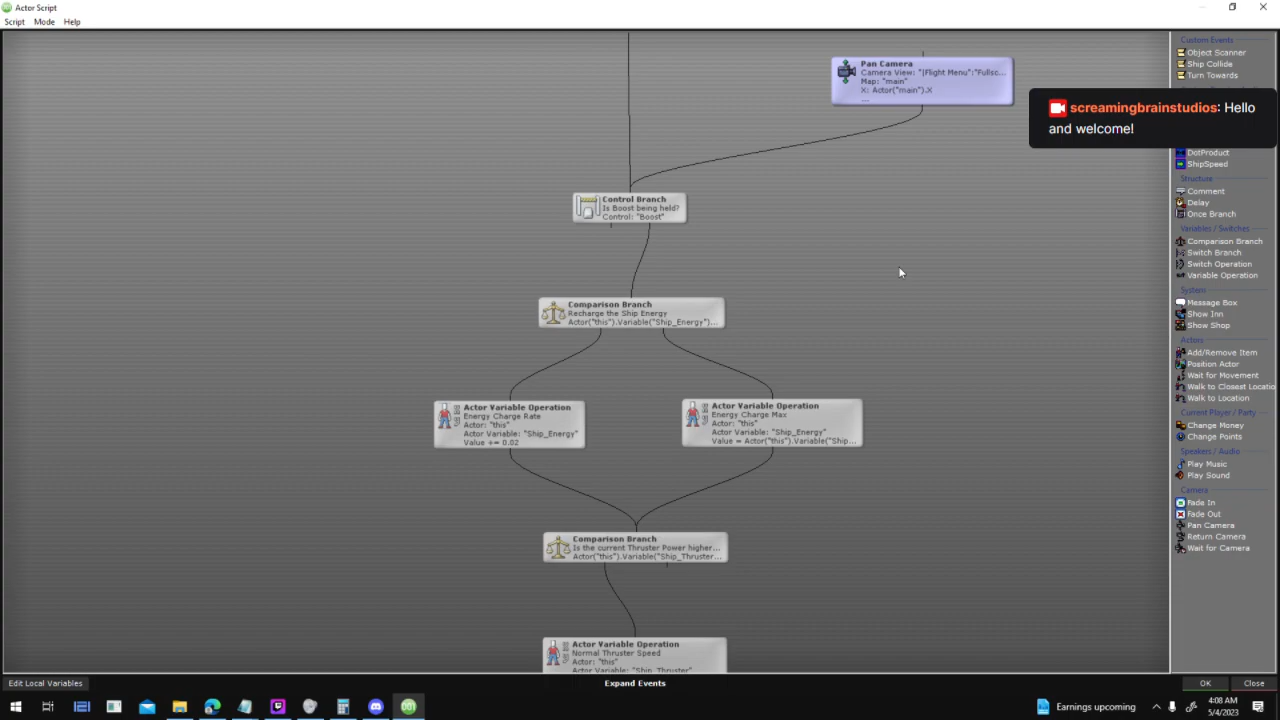 Actor Script
Script Mode Help
Pan Camera
Camera View: "[Flight Menu":"Fullsc...
Map: "main"
X: Actor("main").X
...
screamingbrainstudios: Hello
and welcome!
Control Branch
Is Boost being held?
Control: "Boost"
Comparison Branch
Recharge the Ship Energy
Actor("this").Variable("Ship_Energy")...
Actor Variable Operation
Energy Charge Rate
Actor: "this"
Actor Variable: "Ship_Energy"
Value += 0.02
Actor Variable Operation
Energy Charge Max
Actor: "this"
Actor Variable: "Ship_Energy"
Value = Actor("this").Variable("Ship...
Comparison Branch
Is the current Thruster Power higher...
Actor("this").Variable("Ship_Thruster...
Actor Variable Operation
Normal Thruster Speed
Actor: "this"
Actor Variable: "Ship_Thruster"
Custom Events
Object Scanner
Ship Collide
Turn Towards
DotProduct
ShipSpeed
Structure
Comment
Delay
Once Branch
Variables / Switches
Comparison Branch
Switch Branch
Switch Operation
Variable Operation
System
Message Box
Show Inn
Show Shop
Actors
Add/Remove Item
Position Actor
Wait for Movement
Walk to Closest Locatio
Walk to Location
Current Player / Party
Change Money
Change Points
Speakers / Audio
Play Music
Play Sound
Camera
Fade In
Fade Out
Pan Camera
Return Camera
Wait for Camera
Edit Local Variables
Expand Events
OK
Close
Earnings upcoming
4:08 AM
5/4/2023